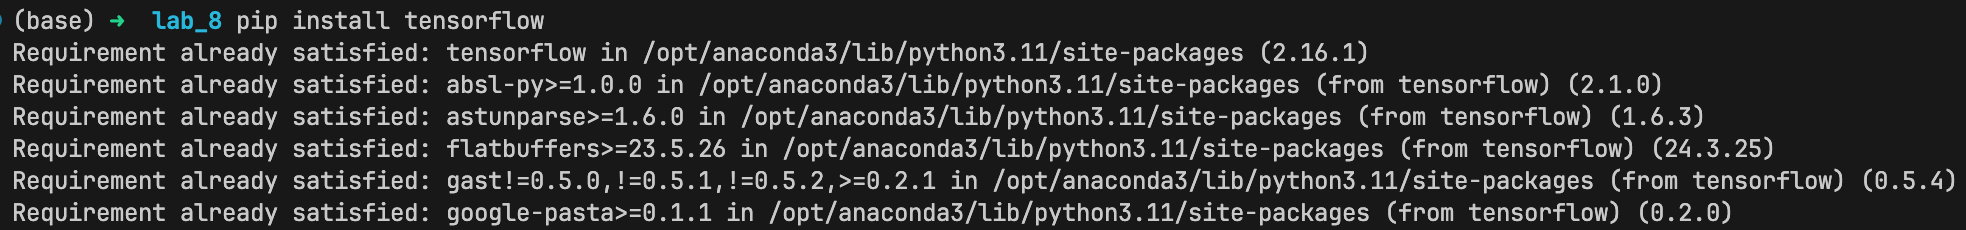 (base) ➜ lab_8 pip install tensorflow
Requirement already satisfied: tensorflow in /opt/anaconda3/lib/python3.11/site-packages (2.16.1)
Requirement already satisfied: absl-py>=1.0.0 in /opt/anaconda3/lib/python3.11/site-packages (from tensorflow) (2.1.0)
Requirement already satisfied: astunparse>=1.6.0 in /opt/anaconda3/lib/python3.11/site-packages (from tensorflow) (1.6.3)
Requirement already satisfied: flatbuffers>=23.5.26 in /opt/anaconda3/lib/python3.11/site-packages (from tensorflow) (24.3.25)
Requirement already satisfied: gast!=0.5.0,!=0.5.1,!=0.5.2,>=0.2.1 in /opt/anaconda3/lib/python3.11/site-packages (from tensorflow) (0.5.4)
Requirement already satisfied: google-pasta>=0.1.1 in /opt/anaconda3/lib/python3.11/site-packages (from tensorflow) (0.2.0)